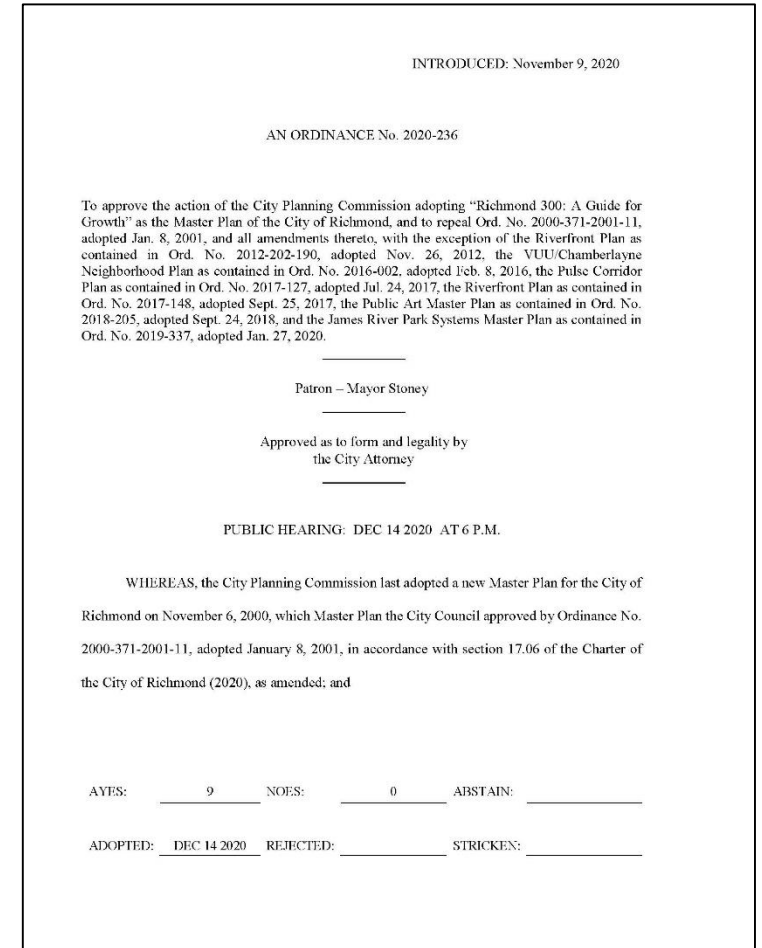 INTRODUCED: November 9, 2020
AN ORDINANCE No. 2020-236
To approve the action of the City Planning Commission adopting “Richmond 300: A Guide for
Growth” as the Master Plan of the City of Richmond, and to repeal Ord. No. 2000-371-2001-11,
adopted Jan. 8, 2001, and all amendments thereto, with the exception of the Riverfront Plan as
contained in Ord. No. 2012-202-190, adopted Nov. 26, 2012, the VUU/Chamberlayne
Neighborhood Plan as contained in Ord. No. 2016-002, adopted Feb. 8, 2016, the Pulse Corridor
Plan as contained in Ord. No. 2017-127, adopted Jul. 24, 2017, the Riverfront Plan as contained in
Ord. No. 2017-148, adopted Sept. 25, 2017, the Public Art Master Plan as contained in Ord. No.
2018-205, adopted Sept. 24, 2018, and the James River Park Systems Master Plan as contained in
Ord. No. 2019-337, adopted Jan. 27, 2020.
Patron – Mayor Stoney
Approved as to form and legality by
the City Attorney
PUBLIC HEARING: DEC 14 2020 AT 6 P.M.
WHEREAS, the City Planning Commission last adopted a new Master Plan for the City of
Richmond on November 6, 2000, which Master Plan the City Council approved by Ordinance No.
2000-371-2001-11, adopted January 8, 2001, in accordance with section 17.06 of the Charter of
the City of Richmond (2020), as amended; and
AYES: 9 NOES: 0 ABSTAIN:
ADOPTED: DEC 14 2020 REJECTED: STRICKEN: